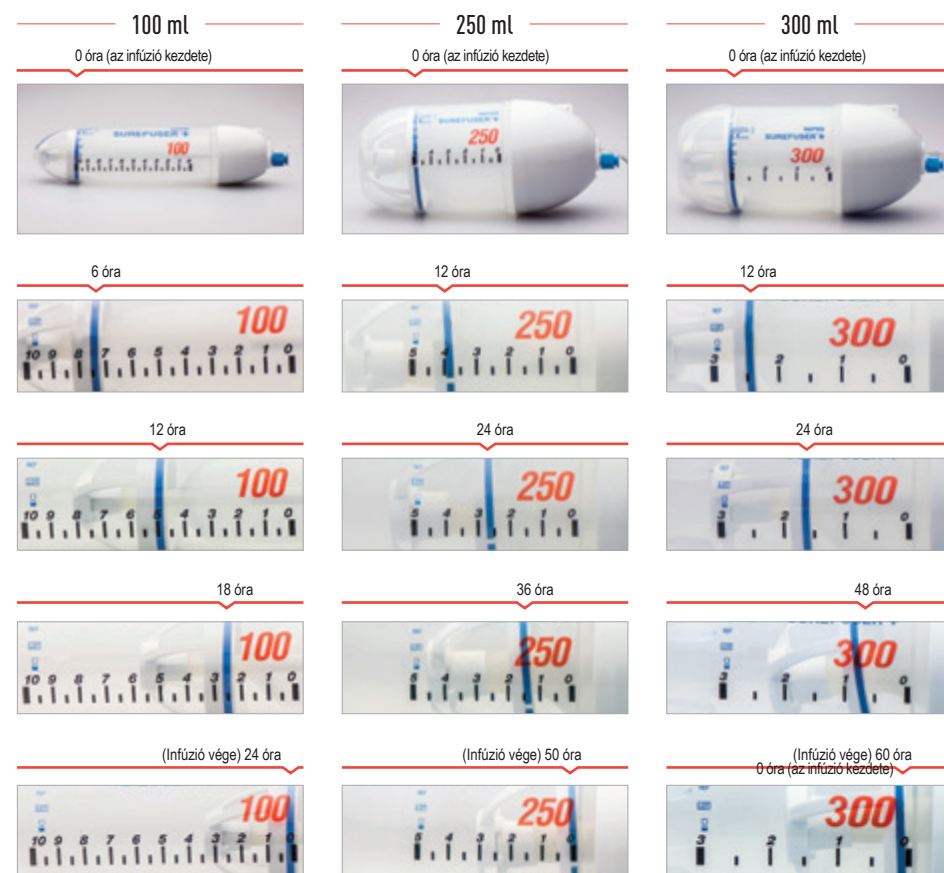 100 ml
250 ml
300 ml
0 óra (az infúzió kezdete)
0 óra (az infúzió kezdete)
0 óra (az infúzió kezdete)
SUREFUSER
100
SUREFUSER
250
SUREFUSER
300
6 óra
12 óra
12 óra
100
10 9 8 7 6 5 4 3 2 1 0
250
5 4 3 2 1 0
300
3 2 1 0
12 óra
24 óra
24 óra
100
10 9 8 7 6 5 4 3 2 1 0
250
5 4 3 2 1 0
300
3 2 1 0
18 óra
36 óra
48 óra
100
10 9 8 7 6 5 4 3 2 1 0
250
5 4 3 2 1 0
300
3 2 1 0
(Infúzió vége) 24 óra
(Infúzió vége) 50 óra
(Infúzió vége) 60 óra
0 óra (az infúzió kezdete)
100
10 9 8 7 6 5 4 3 2 1 0
250
5 4 3 2 1 0
300
3 2 1 0